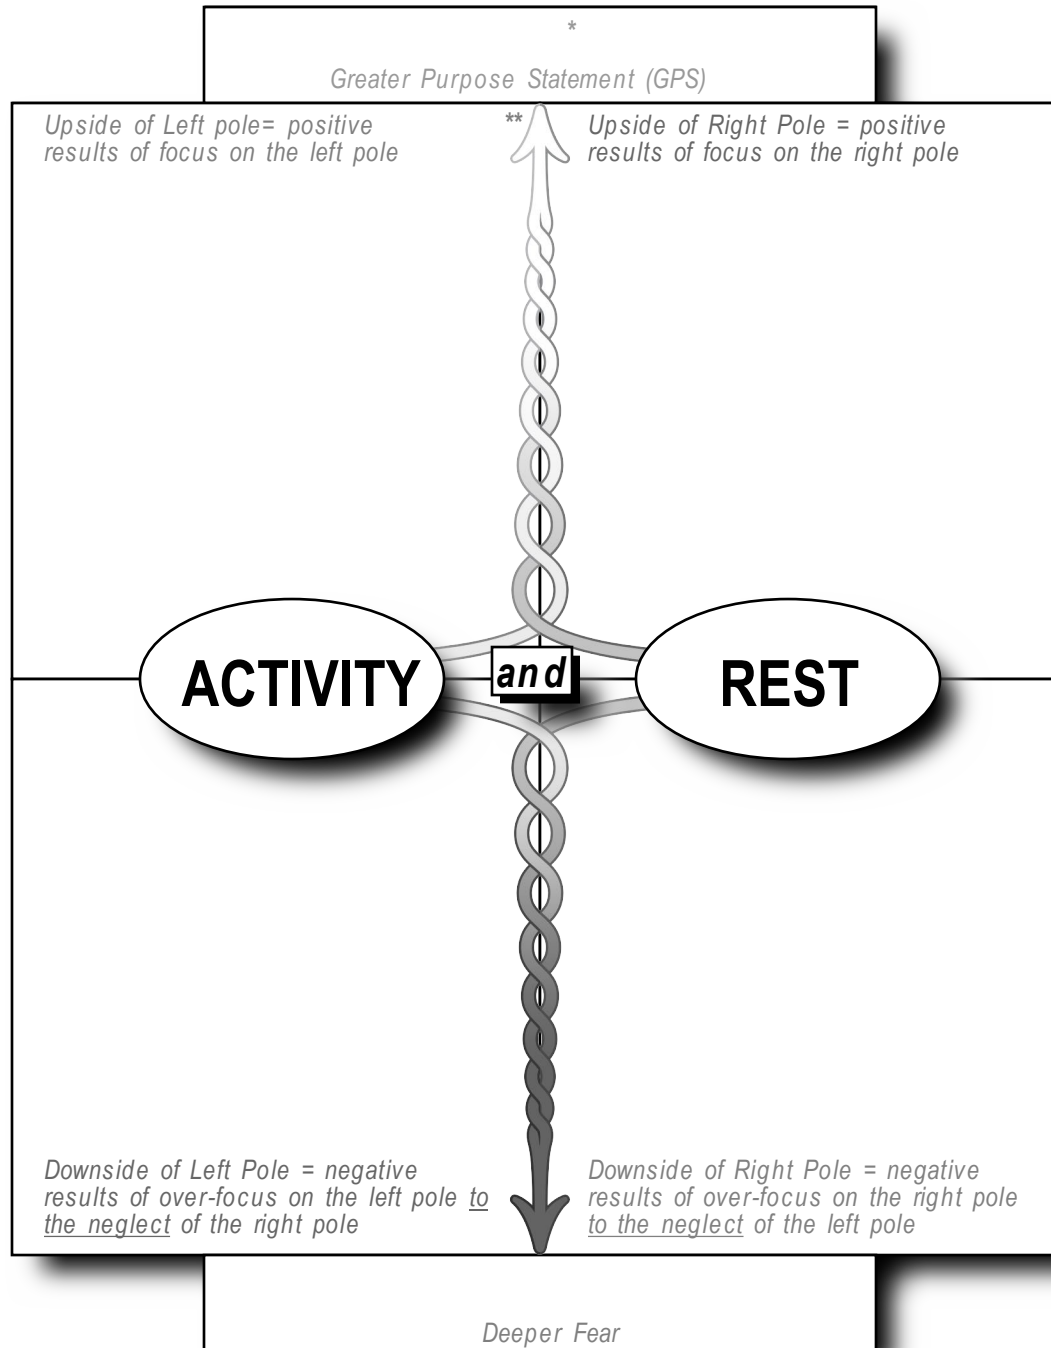 *
Greater Purpose Statement (GPS)
Upside of Left pole= positive
results of focus on the left pole
**
Upside of Right Pole = positive
results of focus on the right pole
ACTIVITY
and
REST
Downside of Left Pole = negative
results of over-focus on the left pole to
the neglect of the right pole
Downside of Right Pole = negative
results of over-focus on the right pole
to the neglect of the left pole
Deeper Fear